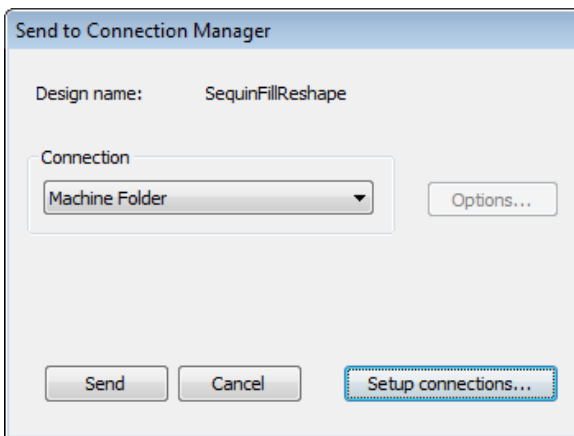 Send to Connection Manager
Design name: SequinFillReshape
Connection
Machine Folder
Options...
Send Cancel Setup connections...